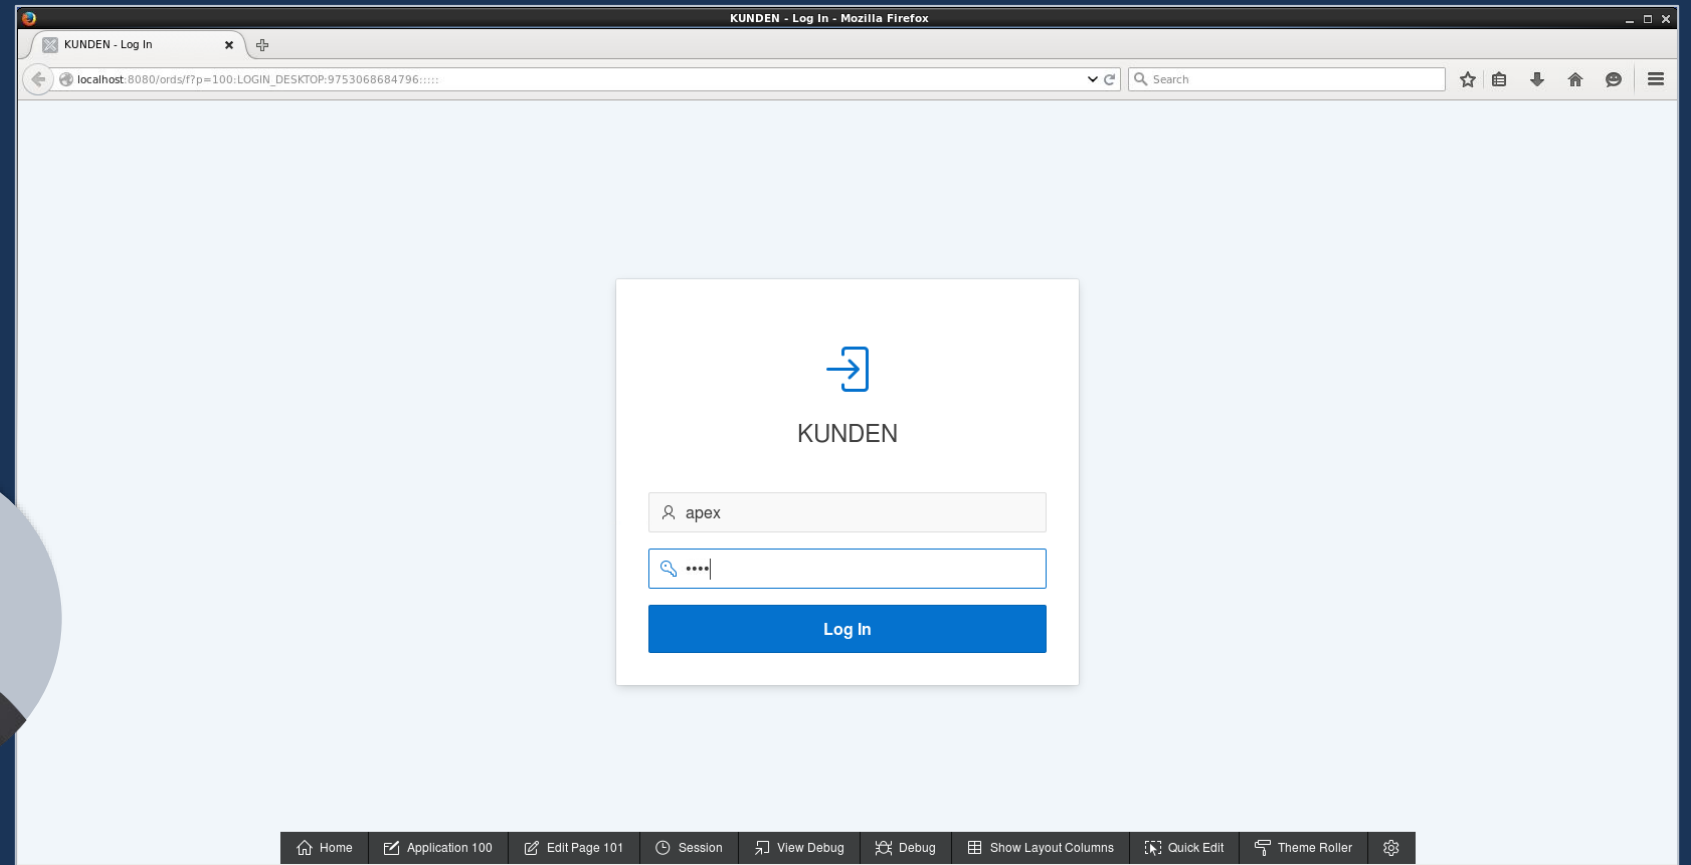 KUNDEN - Log In - Mozilla Firefox
KUNDEN - Log In
localhost:8080/ords/f?p=100:LOGIN_DESKTOP:9753068684796:::::
Search
KUNDEN
apex
••••
Log In
Home Application 100 Edit Page 101 Session View Debug Debug Show Layout Columns Quick Edit Theme Roller